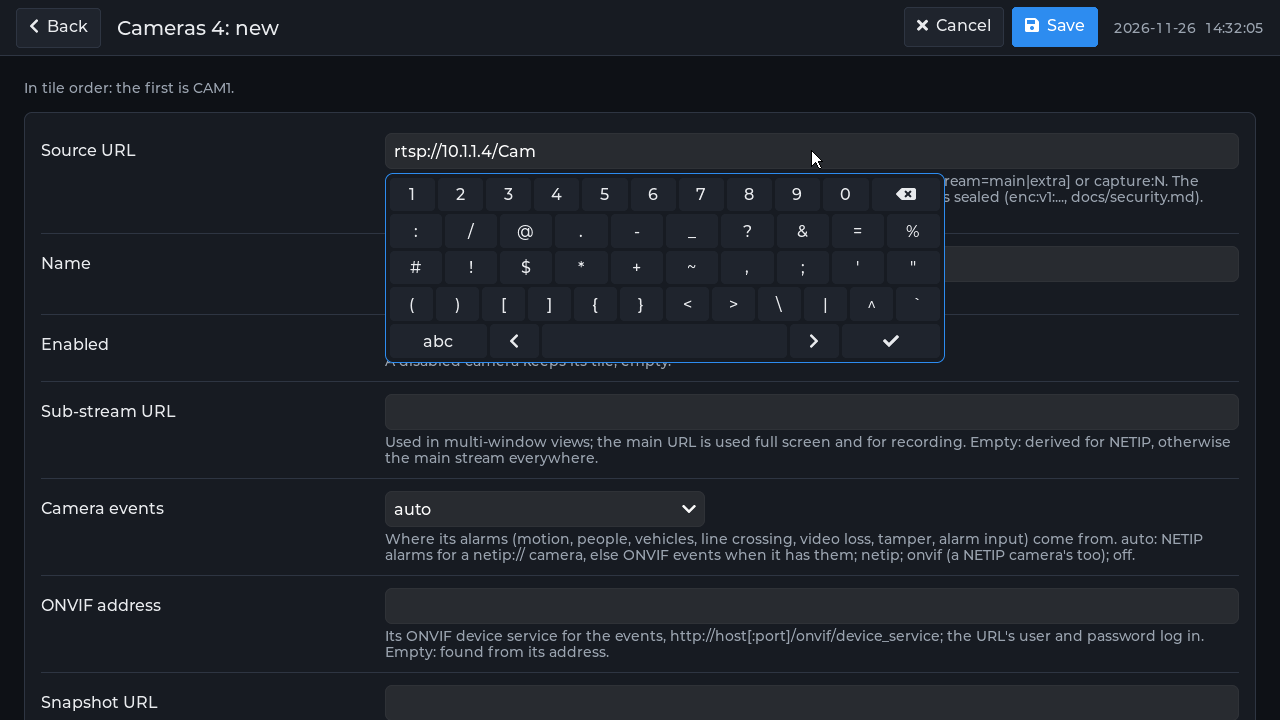 Back
Cameras 4: new
Cancel
Save
2026-11-26 14:32:05
In tile order: the first is CAM1.
Source URL
rtsp://10.1.1.4/Cam
ream=main|extra] or capture:N. The
s sealed (enc:v1:..., docs/security.md).
1 2 3 4 5 6 7 8 9 0
: / @ . - _ ? & = %
# ! $ * + ~ , ; ' "
( ) [ ] { } < > \ | ^ `
abc
Name
Enabled
A disabled camera keeps its tile, empty.
Sub-stream URL
Used in multi-window views; the main URL is used full screen and for recording. Empty: derived for NETIP, otherwise
the main stream everywhere.
Camera events
auto
Where its alarms (motion, people, vehicles, line crossing, video loss, tamper, alarm input) come from. auto: NETIP
alarms for a netip:// camera, else ONVIF events when it has them; netip; onvif (a NETIP camera's too); off.
ONVIF address
Its ONVIF device service for the events, http://host[:port]/onvif/device_service; the URL's user and password log in.
Empty: found from its address.
Snapshot URL